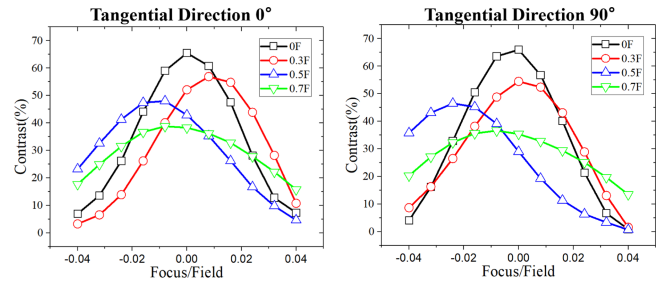 Tangential Direction 0°
Contrast(%)
70
60
50
40
30
20
10
0
0F
0.3F
0.5F
0.7F
-0.04 -0.02 0.00 0.02 0.04
Focus/Field
Tangential Direction 90°
Contrast(%)
70
60
50
40
30
20
10
0
0F
0.3F
0.5F
0.7F
-0.04 -0.02 0.00 0.02 0.04
Focus/Field